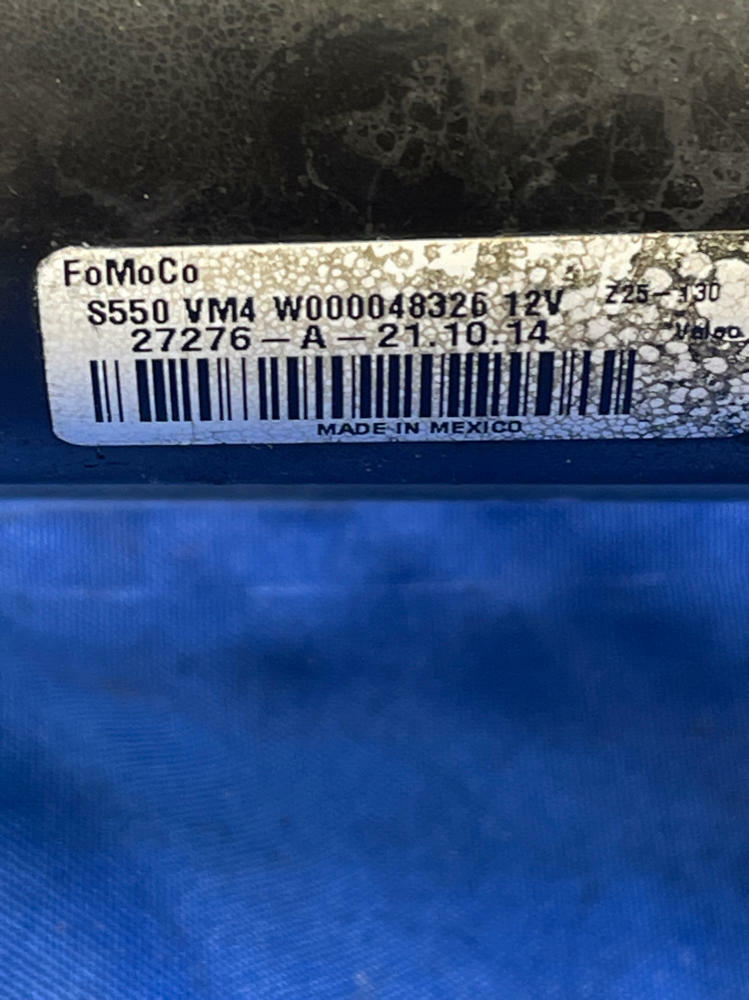 FoMoCo
S550 VM4 W000048326 12V Z25-130
27276-A-21.10.14 Valeo
MADE IN MEXICO